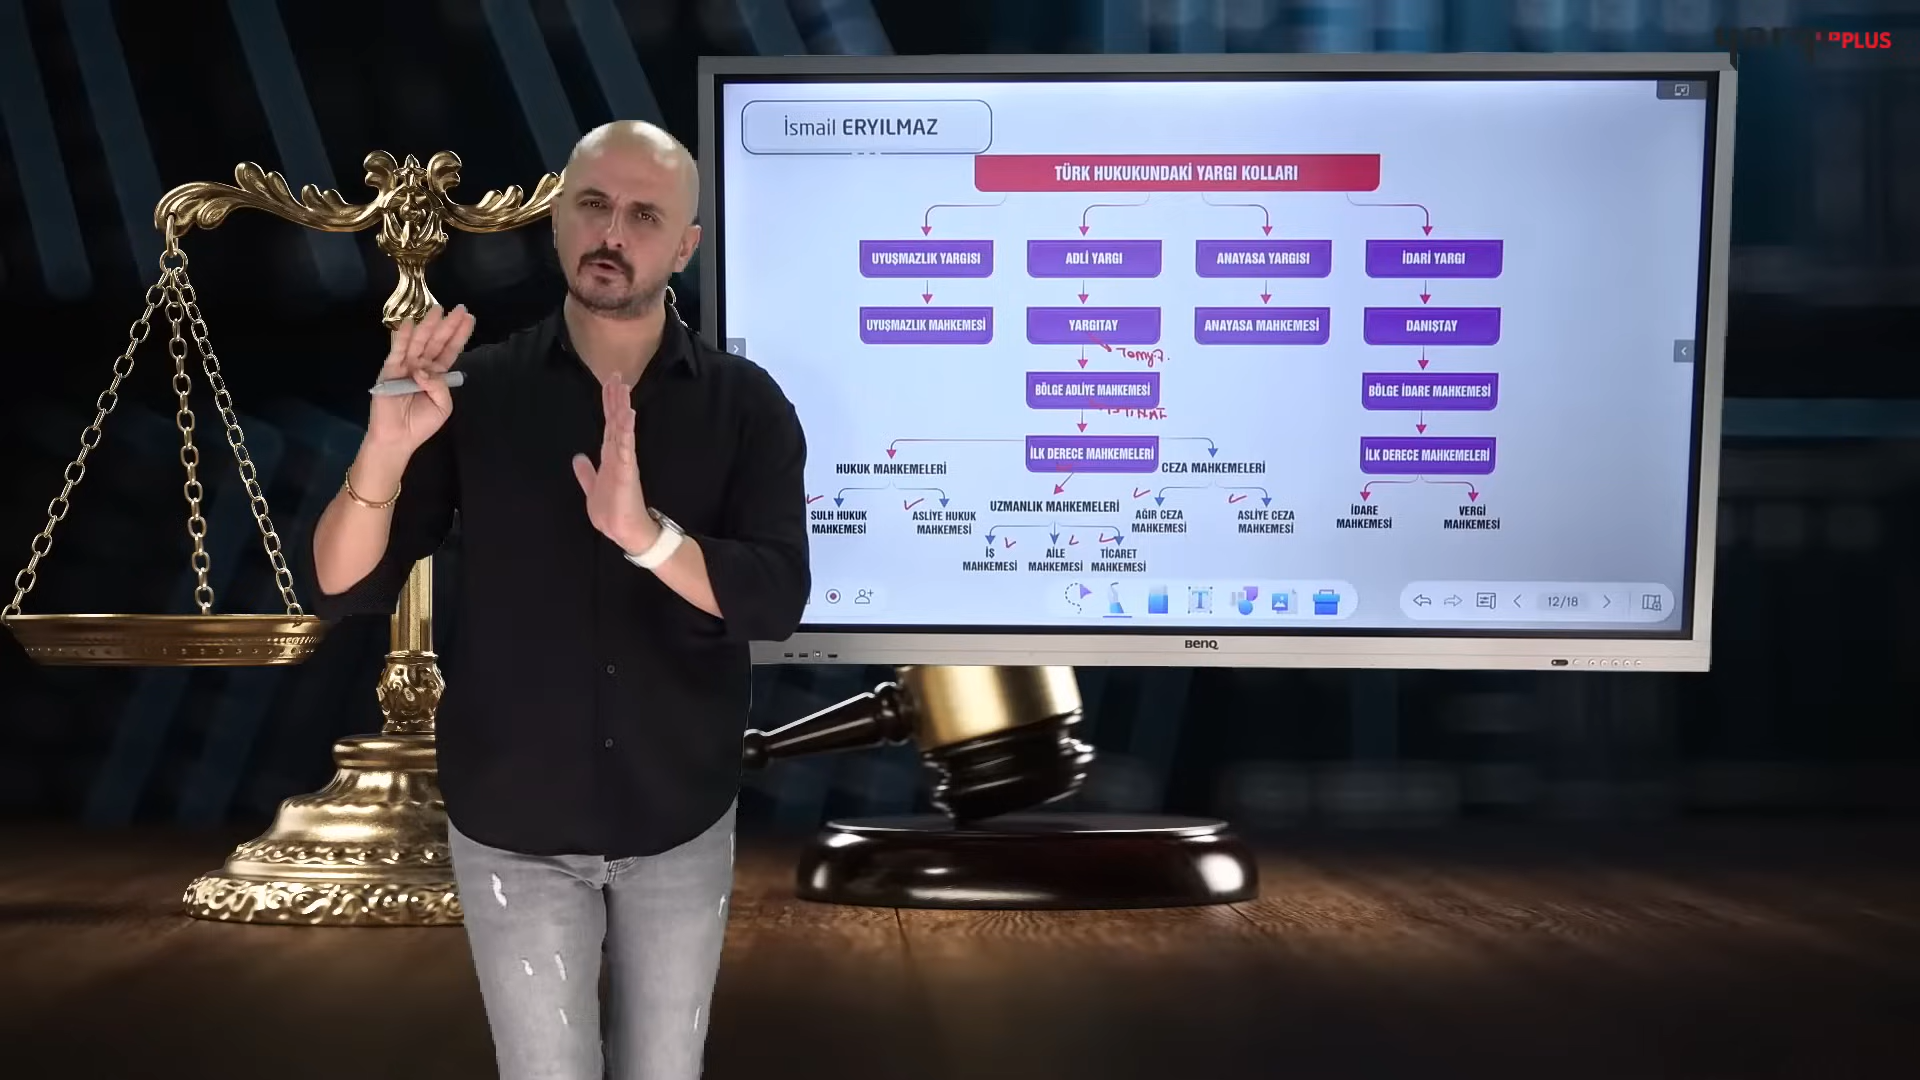 PLUS
İsmail ERYILMAZ
TÜRK HUKUKUNDAKİ YARGI KOLLARI
UYUŞMAZLIK YARGISI
ADLİ YARGI
ANAYASA YARGISI
İDARİ YARGI
UYUŞMAZLIK MAHKEMESİ
YARGITAY
ANAYASA MAHKEMESİ
DANIŞTAY
BÖLGE ADLİYE MAHKEMESİ
BÖLGE İDARE MAHKEMESİ
İLK DERECE MAHKEMELERİ
İLK DERECE MAHKEMELERİ
HUKUK MAHKEMELERİ
CEZA MAHKEMELERİ
UZMANLIK MAHKEMELERİ
SULH HUKUK
MAHKEMESİ
ASLİYE HUKUK
MAHKEMESİ
AĞIR CEZA
MAHKEMESİ
ASLİYE CEZA
MAHKEMESİ
İDARE
MAHKEMESİ
VERGİ
MAHKEMESİ
İŞ
MAHKEMESİ
AİLE
MAHKEMESİ
TİCARET
MAHKEMESİ
12/18
BenQ